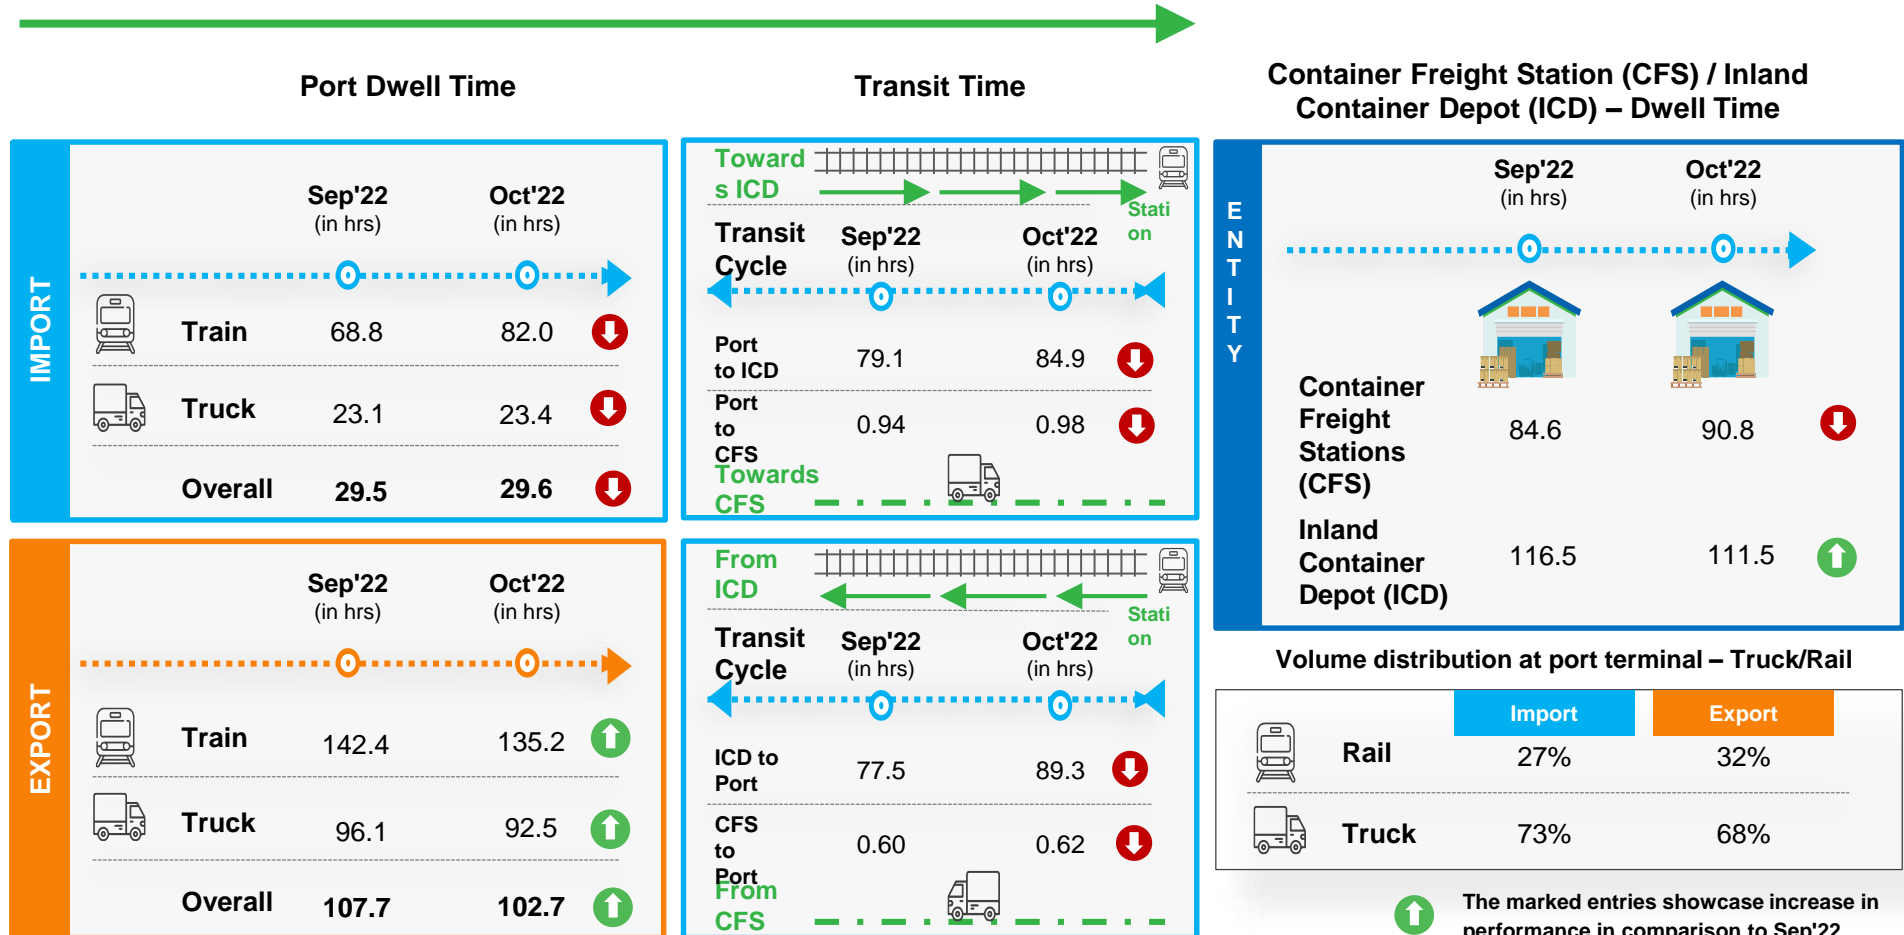 Port Dwell Time
Transit Time
Container Freight Station (CFS) / Inland
Container Depot (ICD) – Dwell Time
IMPORT
Sep'22
Oct'22
(in hrs)
(in hrs)
Train 68.8 82.0
Truck 23.1 23.4
Overall 29.5 29.6
Toward
s ICD
Stati
on
Transit
Cycle
Sep'22
Oct'22
(in hrs)
(in hrs)
Port
to ICD
79.1 84.9
Port
to
CFS
0.94 0.98
Towards
CFS
ENTITY
Sep'22
Oct'22
(in hrs)
(in hrs)
Container
Freight
Stations
(CFS)
84.6 90.8
Inland
Container
Depot (ICD)
116.5 111.5
EXPORT
Sep'22
Oct'22
(in hrs)
(in hrs)
Train 142.4 135.2
Truck 96.1 92.5
Overall 107.7 102.7
From
ICD
Stati
on
Transit
Cycle
Sep'22
Oct'22
(in hrs)
(in hrs)
ICD to
Port
77.5 89.3
CFS
to
Port
0.60 0.62
From
CFS
Volume distribution at port terminal – Truck/Rail
Import Export
Rail 27% 32%
Truck 73% 68%
The marked entries showcase increase in
performance in comparison to Sep'22